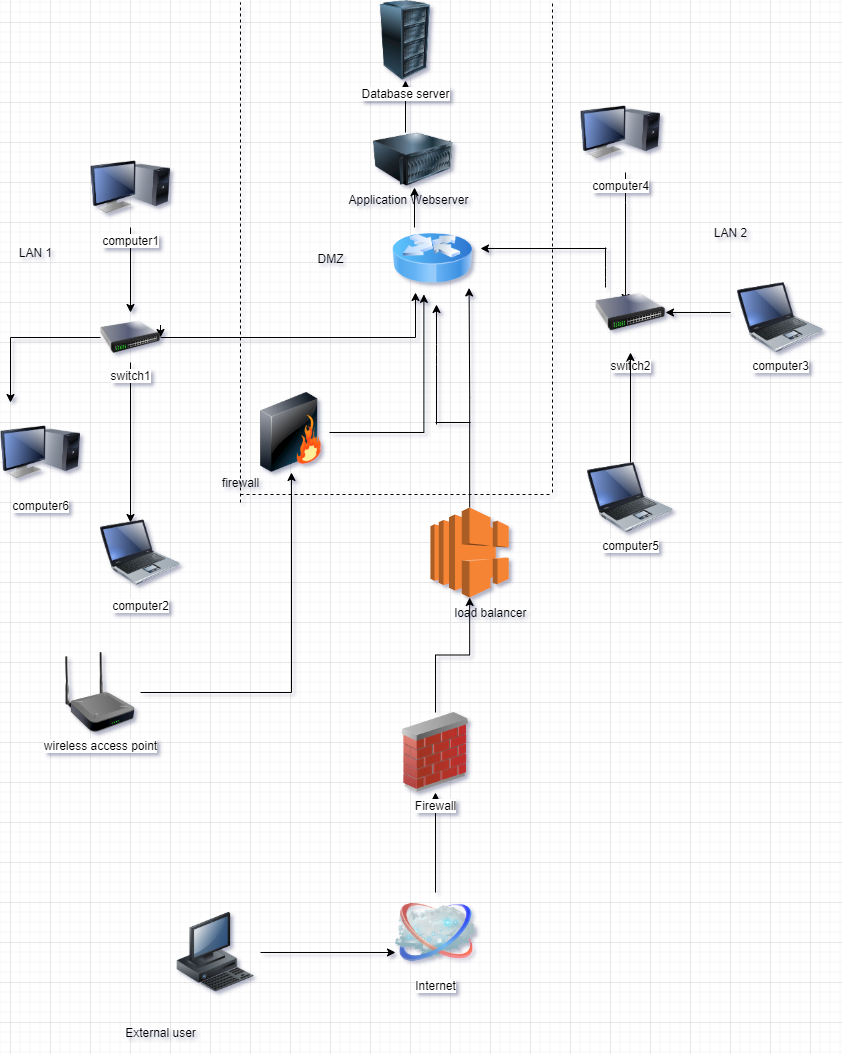 Database server
computer4
Application Webserver
LAN 2
computer1
LAN 1
DMZ
switch1
switch2
computer3
firewall
computer6
computer5
computer2
load balancer
wireless access point
Firewall
Internet
External user